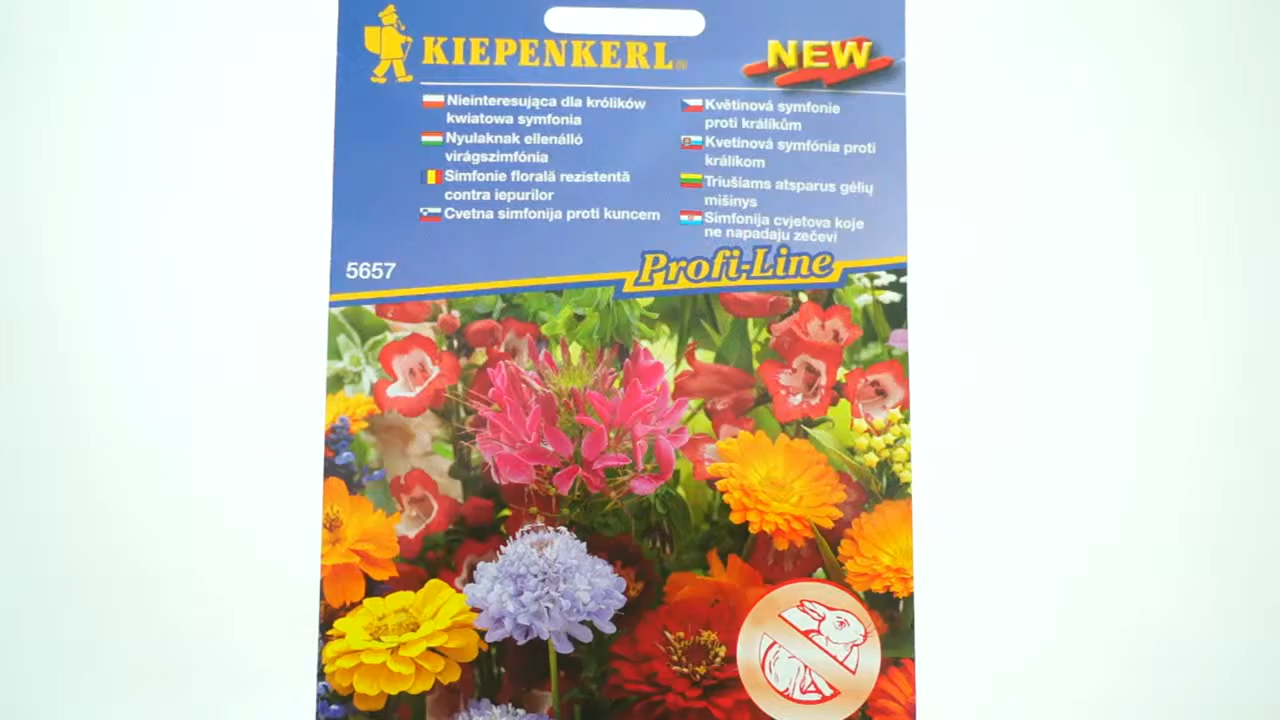 KIEPENKERL®
NEW
Nieinteresująca dla królików
kwiatowa symfonia
Nyulaknak ellenálló
virágszimfónia
Simfonie florală rezistentă
contra iepurilor
Cvetna simfonija proti kuncem
Květinová symfonie
proti králíkům
Kvetinová symfónia proti
králikom
Triušiams atsparus gėlių
mišinys
Simfonija cvjetova koje
ne napadaju zečevi
5657
Profi-Line